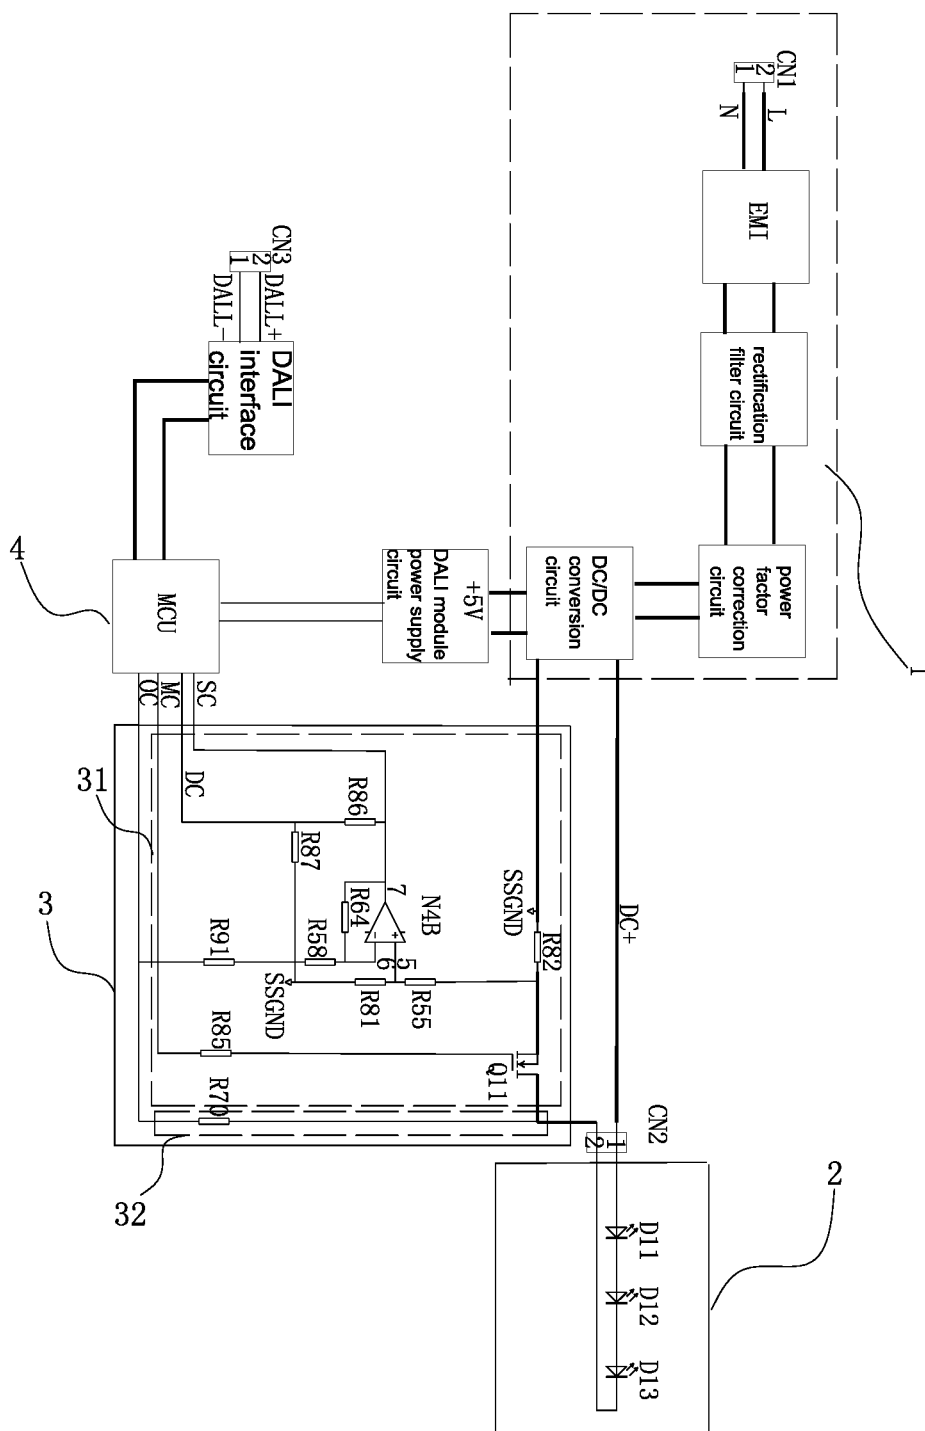 CN1
2
1
L
N
EMI
rectification
filter circuit
power
factor
correction
circuit
1
DC/DC
conversion
circuit
DALI module
power supply
circuit
+5V
CN3
2
1
DALL+
DALL-
DALI
interface
circuit
MCU
4
SC
MC
OC
DC
31
3
32
R86
R87
R64
7
N4B
R58
R91
6
5
SSGND
R81
R55
SSGND
R82
DC+
R85
Q11
R70
CN2
1
2
2
D11
D12
D13